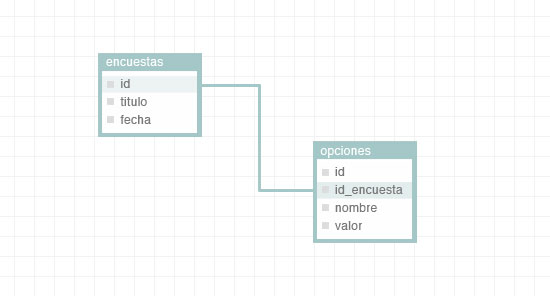 encuestas
id
titulo
fecha
opciones
id
id_encuesta
nombre
valor